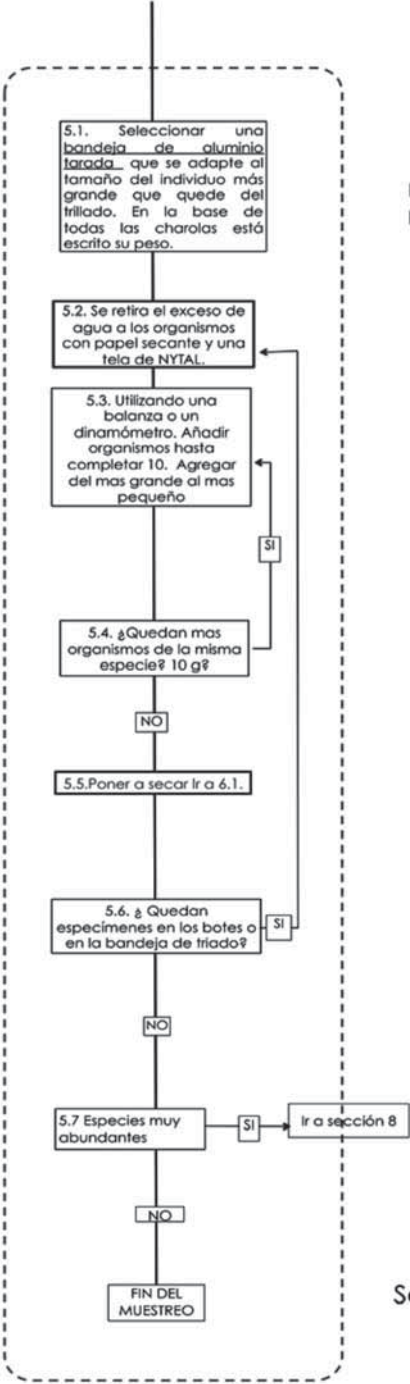 5.1. Seleccionar una
bandeja de aluminio
tarada que se adapte al
tamaño del individuo más
grande que quede del
trillado. En la base de
todas las charolas está
escrito su peso.
5.2. Se retira el exceso de
agua a los organismos
con papel secante y una
tela de NYTAL.
5.3. Utilizando una
balanza o un
dinamómetro. Añadir
organismos hasta
completar 10. Agregar
del mas grande al mas
pequeño
SI
5.4. ¿Quedan mas
organismos de la misma
especie? 10 g?
NO
5.5.Poner a secar Ir a 6.1.
5.6. ¿ Quedan
especímenes en los botes o
en la bandeja de triado?
SI
NO
5.7 Especies muy
abundantes
SI
Ir a sección 8
NO
FIN DEL
MUESTREO